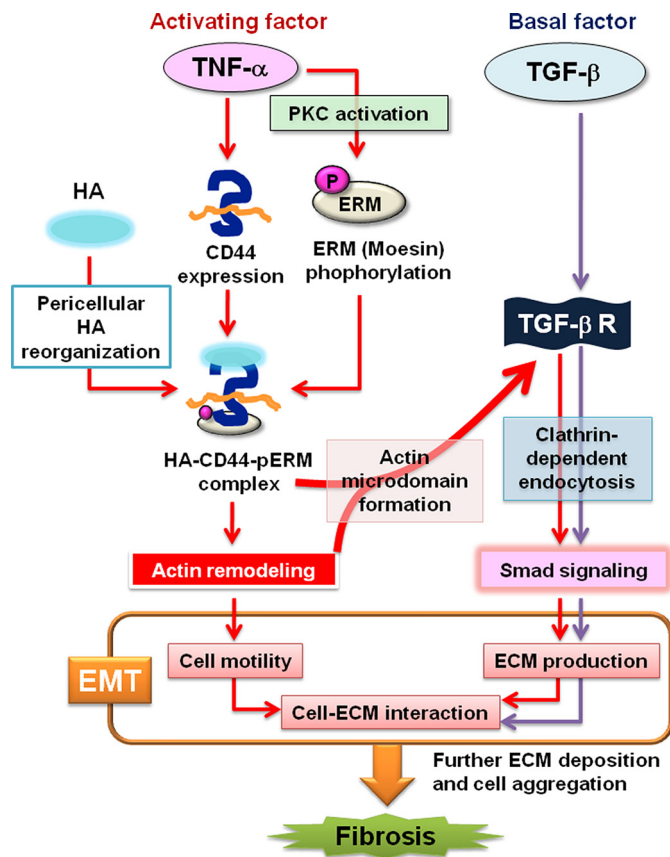 Activating factor
Basal factor
TNF-α
TGF-β
PKC activation
P
ERM
HA
CD44
expression
ERM (Moesin)
phophorylation
Pericellular
HA
reorganization
TGF-β R
HA-CD44-pERM
complex
Actin
microdomain
formation
Clathrin-
dependent
endocytosis
Actin remodeling
Smad signaling
EMT
Cell motility
ECM production
Cell-ECM interaction
Further ECM deposition
and cell aggregation
Fibrosis